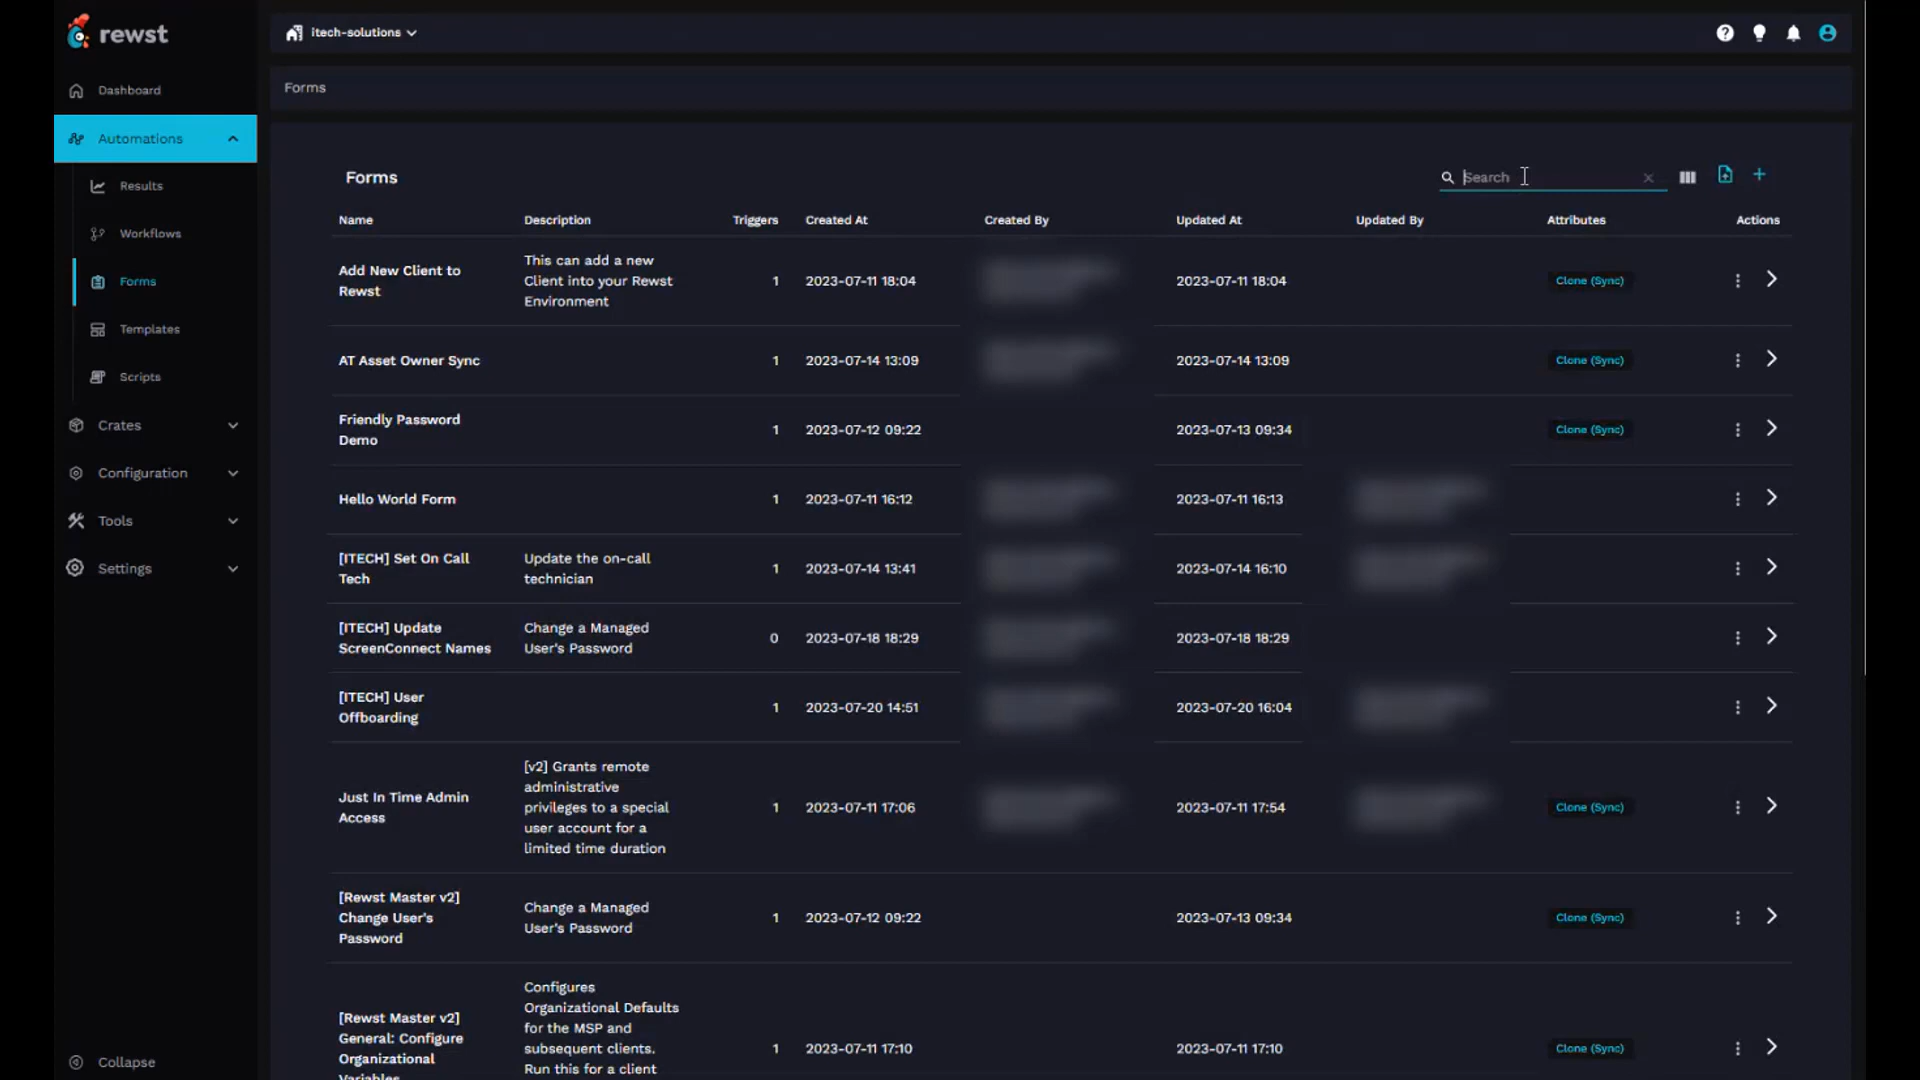 rewst
itech-solutions
Dashboard
Automations
Results
Workflows
Forms
Templates
Scripts
Crates
Configuration
Tools
Settings
Collapse
Forms
Forms
Search
Name Description Triggers Created At Created By Updated At Updated By Attributes Actions
Add New Client to
Rewst
This can add a new
Client into your Rewst
Environment
1 2023-07-11 18:04 2023-07-11 18:04 Clone (Sync)
AT Asset Owner Sync 1 2023-07-14 13:09 2023-07-14 13:09 Clone (Sync)
Friendly Password
Demo
1 2023-07-12 09:22 2023-07-13 09:34 Clone (Sync)
Hello World Form 1 2023-07-11 16:12 2023-07-11 16:13
[ITECH] Set On Call
Tech
Update the on-call
technician
1 2023-07-14 13:41 2023-07-14 16:10
[ITECH] Update
ScreenConnect Names
Change a Managed
User's Password
0 2023-07-18 18:29 2023-07-18 18:29
[ITECH] User
Offboarding
1 2023-07-20 14:51 2023-07-20 16:04
Just In Time Admin
Access
[v2] Grants remote
administrative
privileges to a special
user account for a
limited time duration
1 2023-07-11 17:06 2023-07-11 17:54 Clone (Sync)
[Rewst Master v2]
Change User's
Password
Change a Managed
User's Password
1 2023-07-12 09:22 2023-07-13 09:34 Clone (Sync)
[Rewst Master v2]
General: Configure
Organizational
Variables
Configures
Organizational Defaults
for the MSP and
subsequent clients.
Run this for a client
1 2023-07-11 17:10 2023-07-11 17:10 Clone (Sync)